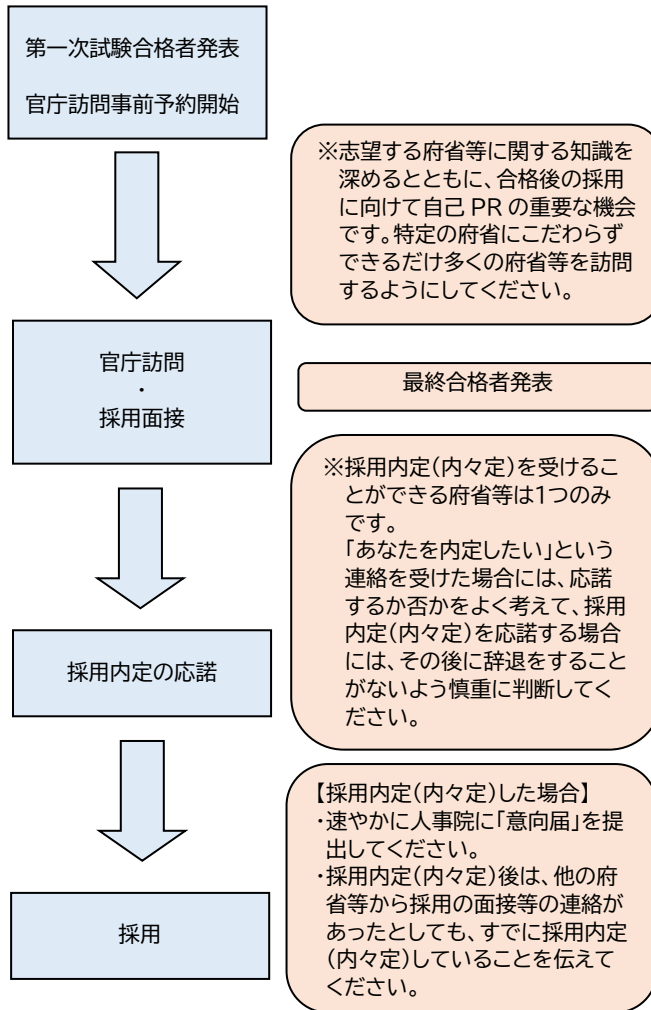 第一次試験合格者発表
官庁訪問事前予約開始
※志望する府省等に関する知識を
深めるとともに、合格後の採用
に向けて自己 PR の重要な機会
です。特定の府省にこだわらず
できるだけ多くの府省等を訪問
するようにしてください。
官庁訪問
・
採用面接
最終合格者発表
※採用内定(内々定)を受けるこ
とができる府省等は1つのみ
です。
「あなたを内定したい」という
連絡を受けた場合には、応諾
するか否かをよく考えて、採用
内定(内々定)を応諾する場合
には、その後に辞退をすること
がないよう慎重に判断してく
ださい。
採用内定の応諾
【採用内定(内々定)した場合】
・速やかに人事院に「意向届」を提
出してください。
・採用内定(内々定)後は、他の府
省等から採用の面接等の連絡が
あったとしても、すでに採用内定
(内々定)していることを伝えて
ください。
採用